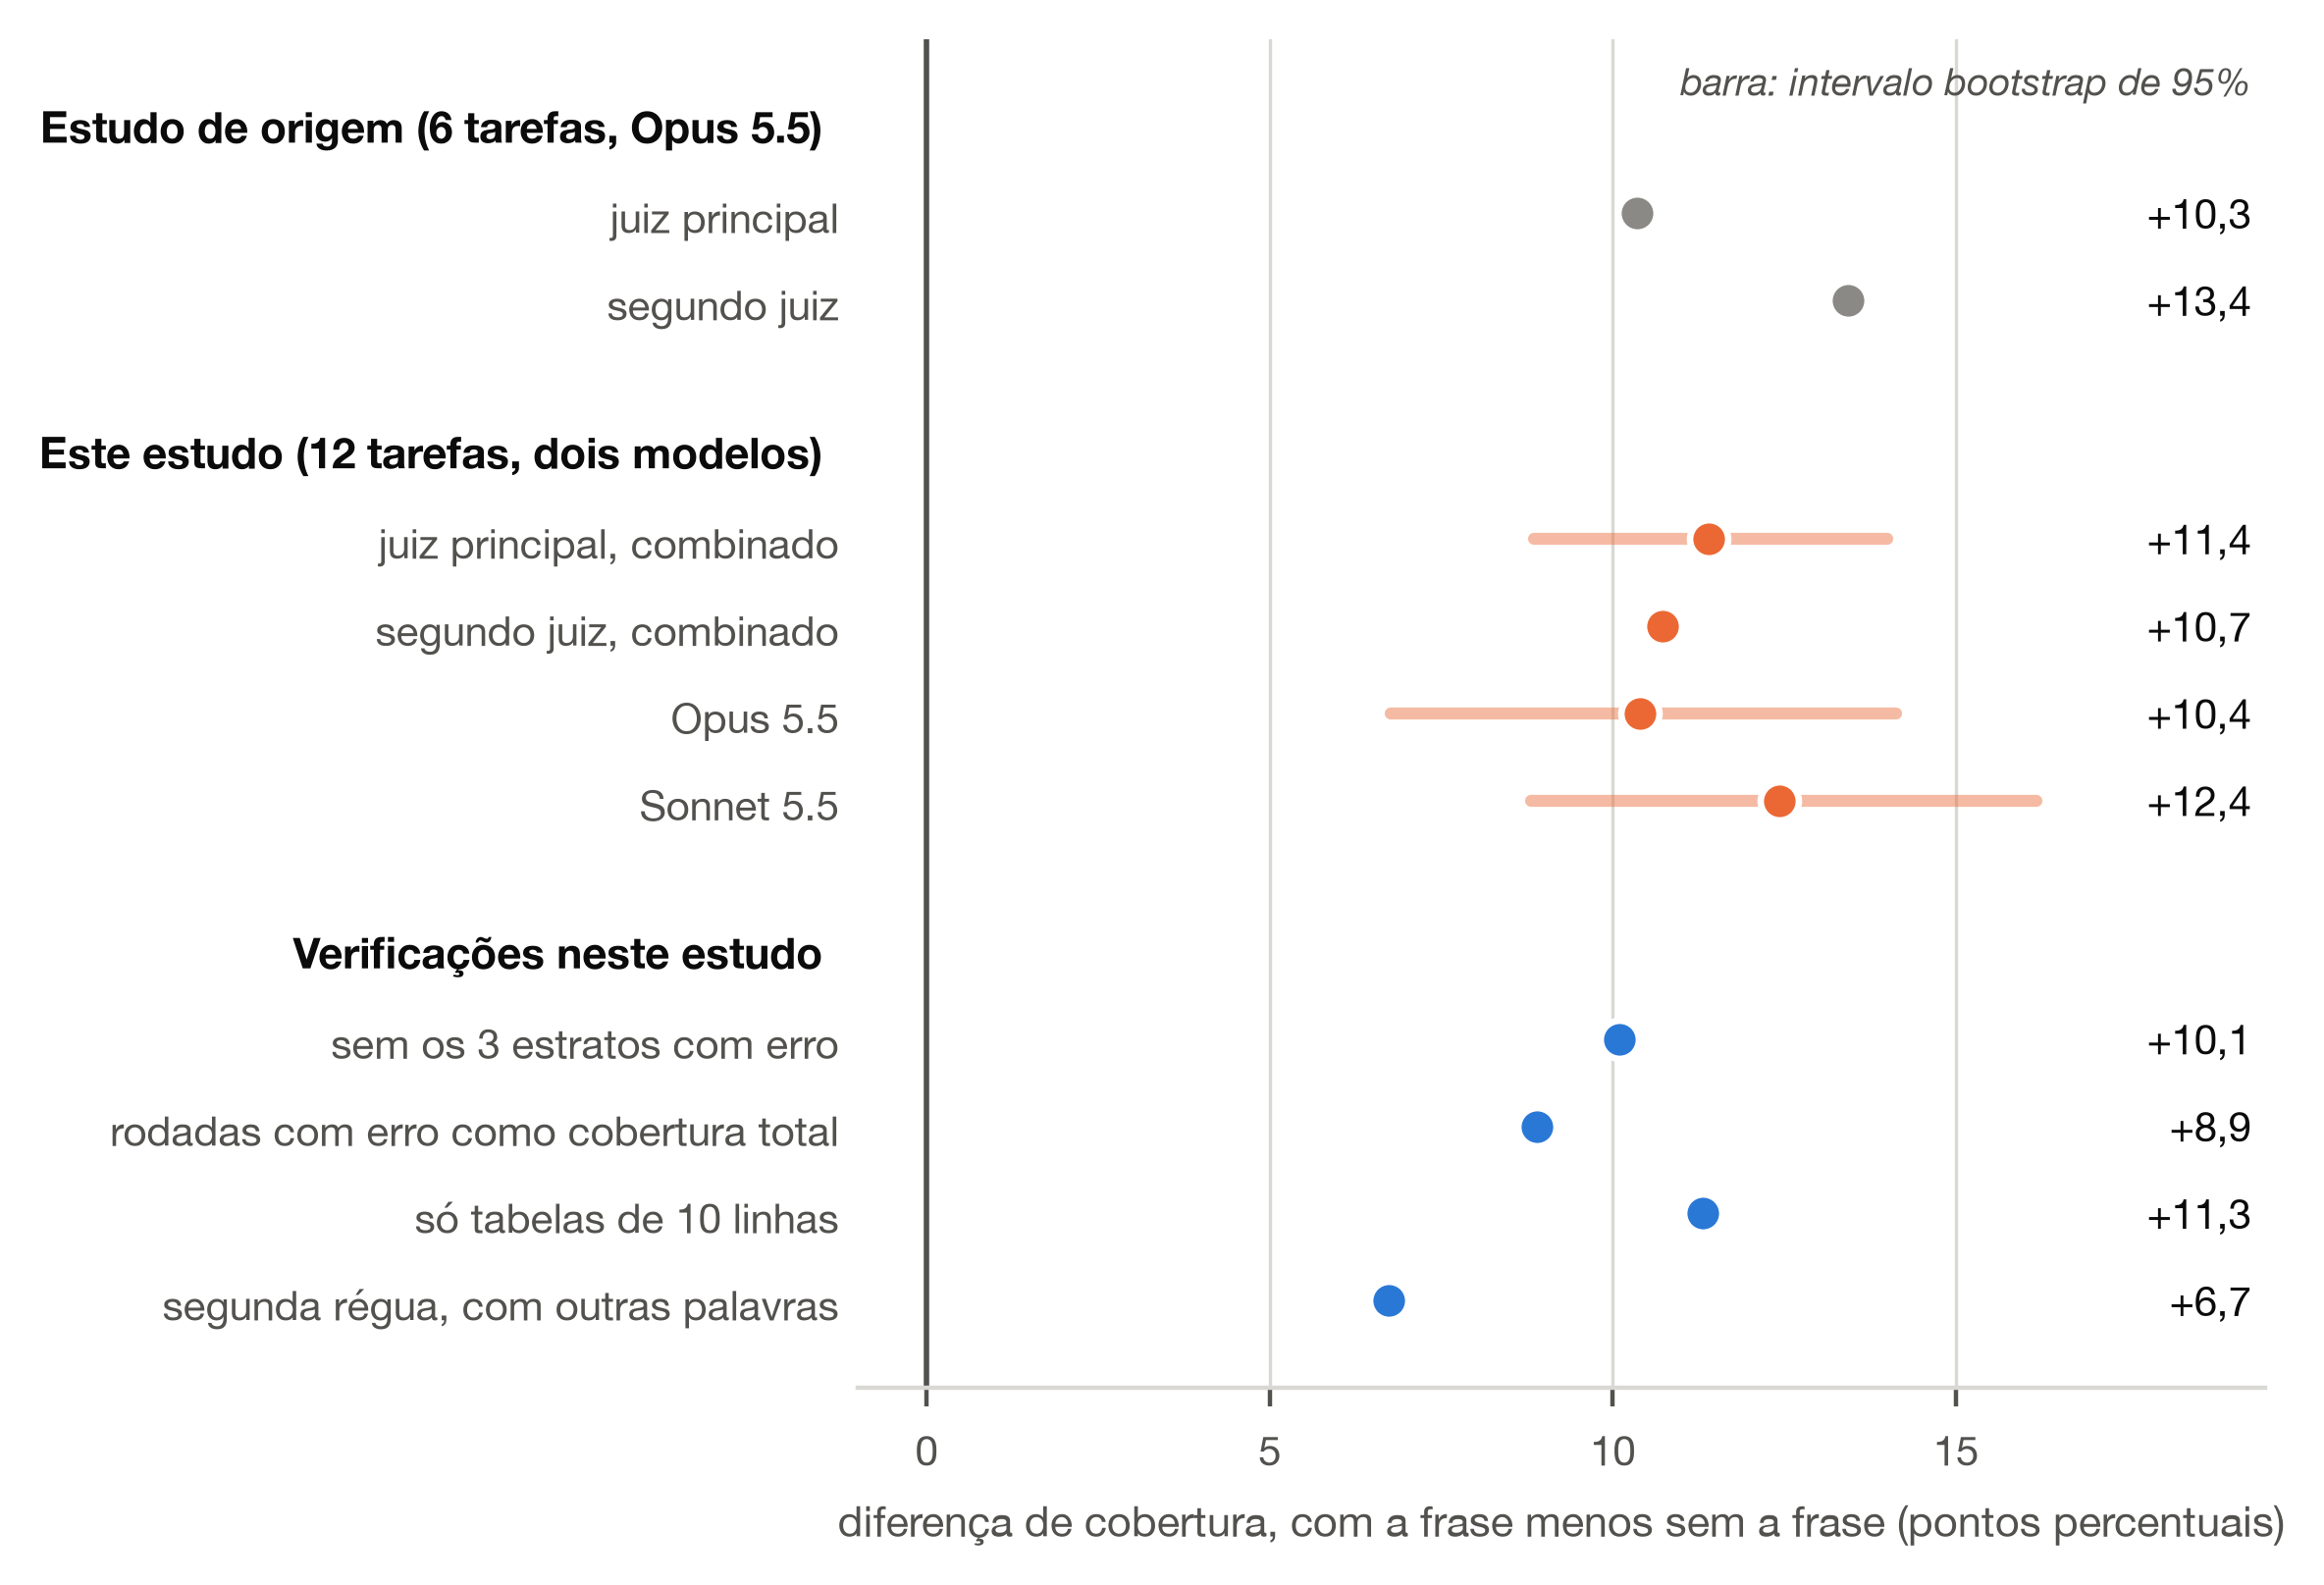 barra: intervalo bootstrap de 95%
Estudo de origem (6 tarefas, Opus 5.5)
juiz principal +10,3
segundo juiz +13,4
Este estudo (12 tarefas, dois modelos)
juiz principal, combinado +11,4
segundo juiz, combinado +10,7
Opus 5.5 +10,4
Sonnet 5.5 +12,4
Verificações neste estudo
sem os 3 estratos com erro +10,1
rodadas com erro como cobertura total +8,9
só tabelas de 10 linhas +11,3
segunda régua, com outras palavras +6,7
0 5 10 15
diferença de cobertura, com a frase menos sem a frase (pontos percentuais)